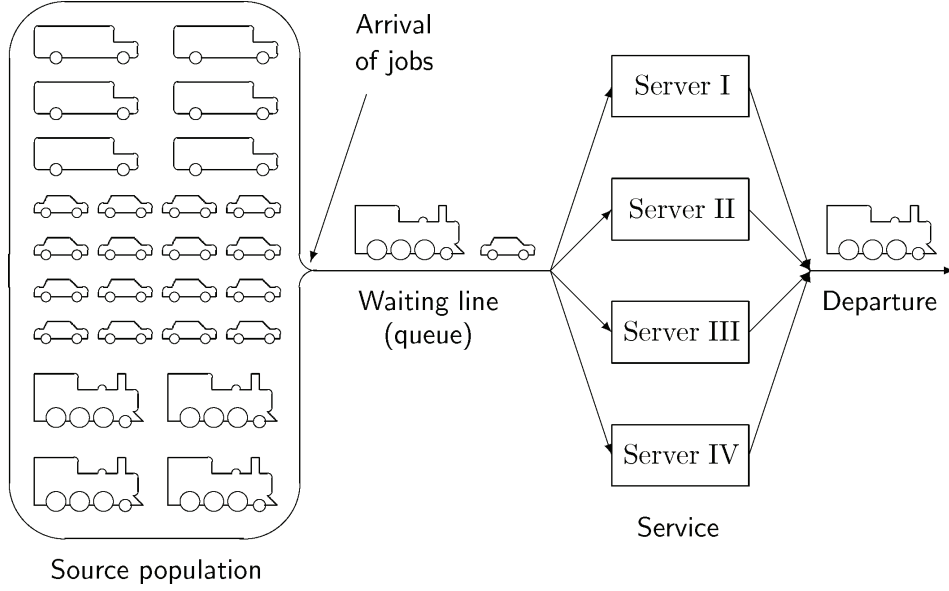 Arrival
of jobs
Server I
Server II
Server III
Server IV
Waiting line
(queue)
Departure
Service
Source population